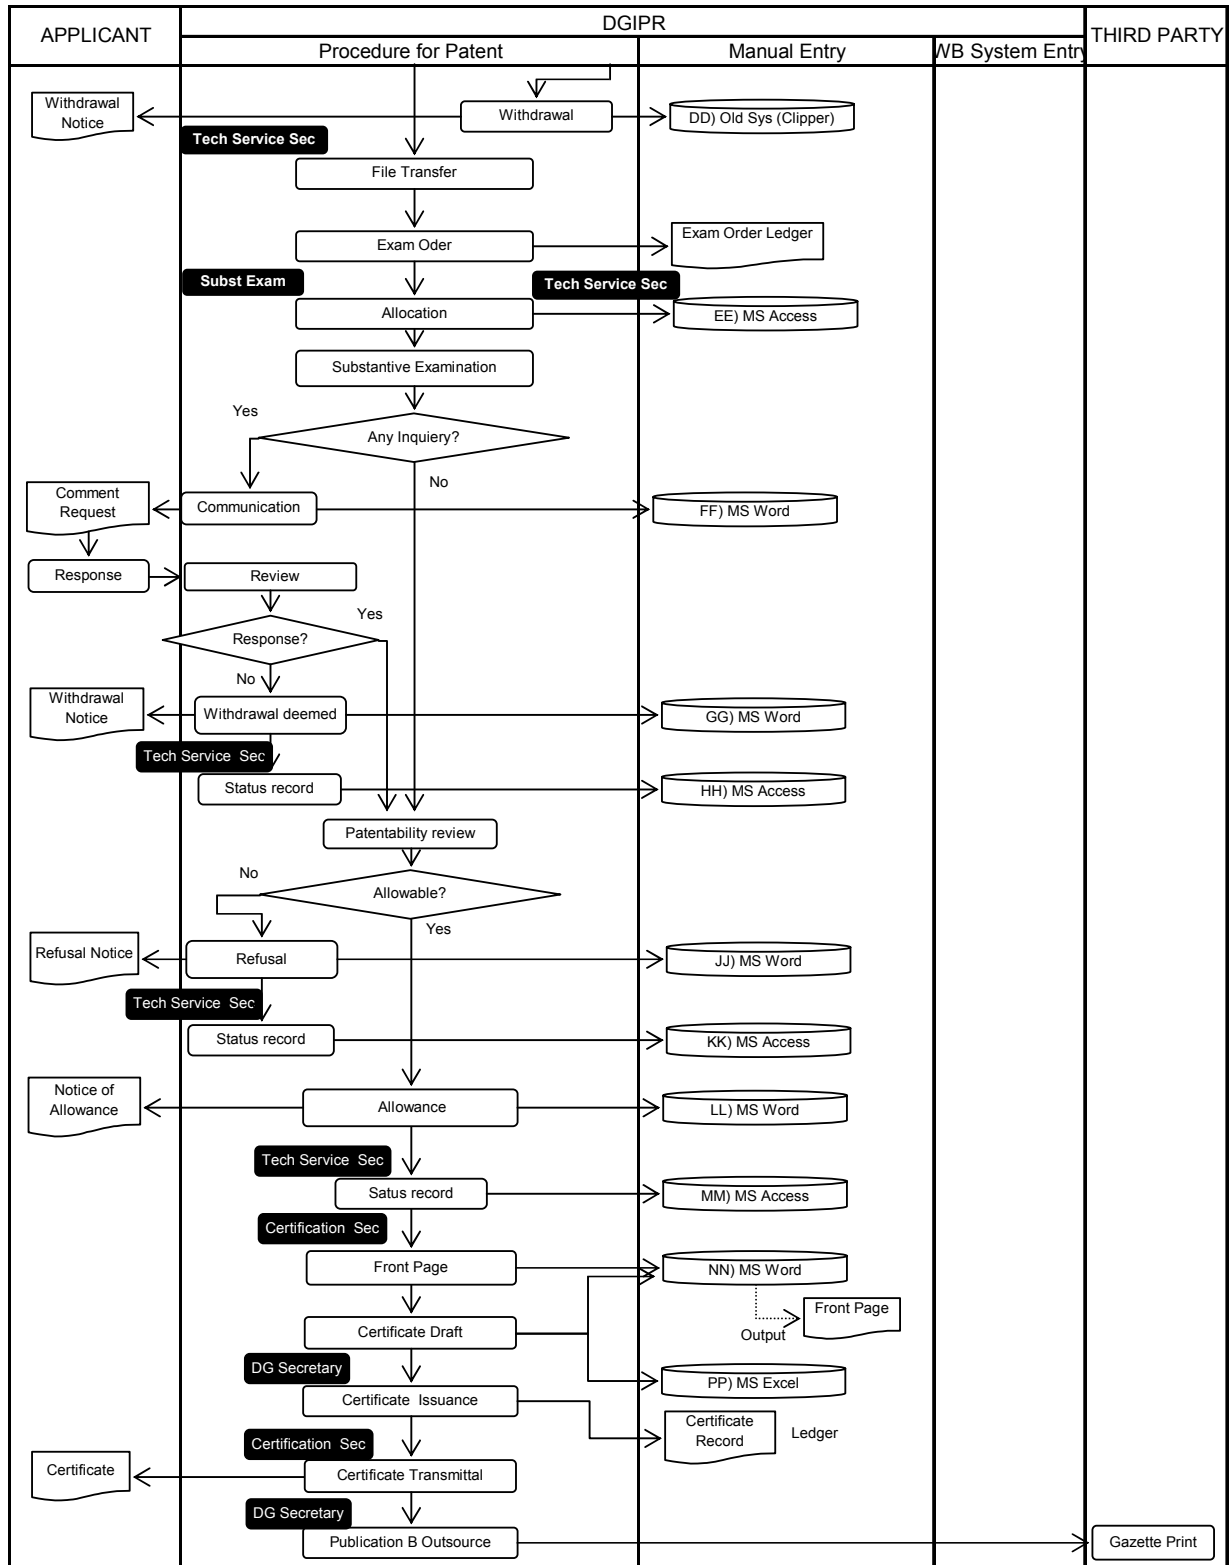 DGIPR
APPLICANT
THIRD PARTY
Procedure for Patent
Manual Entry
WB System Entry
Withdrawal
Notice
Withdrawal
DD) Old Sys (Clipper)
Tech Service Sec
File Transfer
Exam Oder
Exam Order Ledger
Subst Exam
Tech Service Sec
Allocation
EE) MS Access
Substantive Examination
Yes
Any Inquiery?
No
Comment
Request
Communication
FF) MS Word
Response
Review
Yes
Response?
No
Withdrawal
Notice
Withdrawal deemed
GG) MS Word
Tech Service Sec
Status record
HH) MS Access
Patentability review
No
Allowable?
Yes
Refusal Notice
Refusal
JJ) MS Word
Tech Service Sec
Status record
KK) MS Access
Notice of
Allowance
Allowance
LL) MS Word
Tech Service Sec
Satus record
MM) MS Access
Certification Sec
Front Page
NN) MS Word
Front Page
Output
Certificate Draft
DG Secretary
PP) MS Excel
Certificate Issuance
Certificate
Record
Ledger
Certification Sec
Certificate
Certificate Transmittal
DG Secretary
Publication B Outsource
Gazette Print